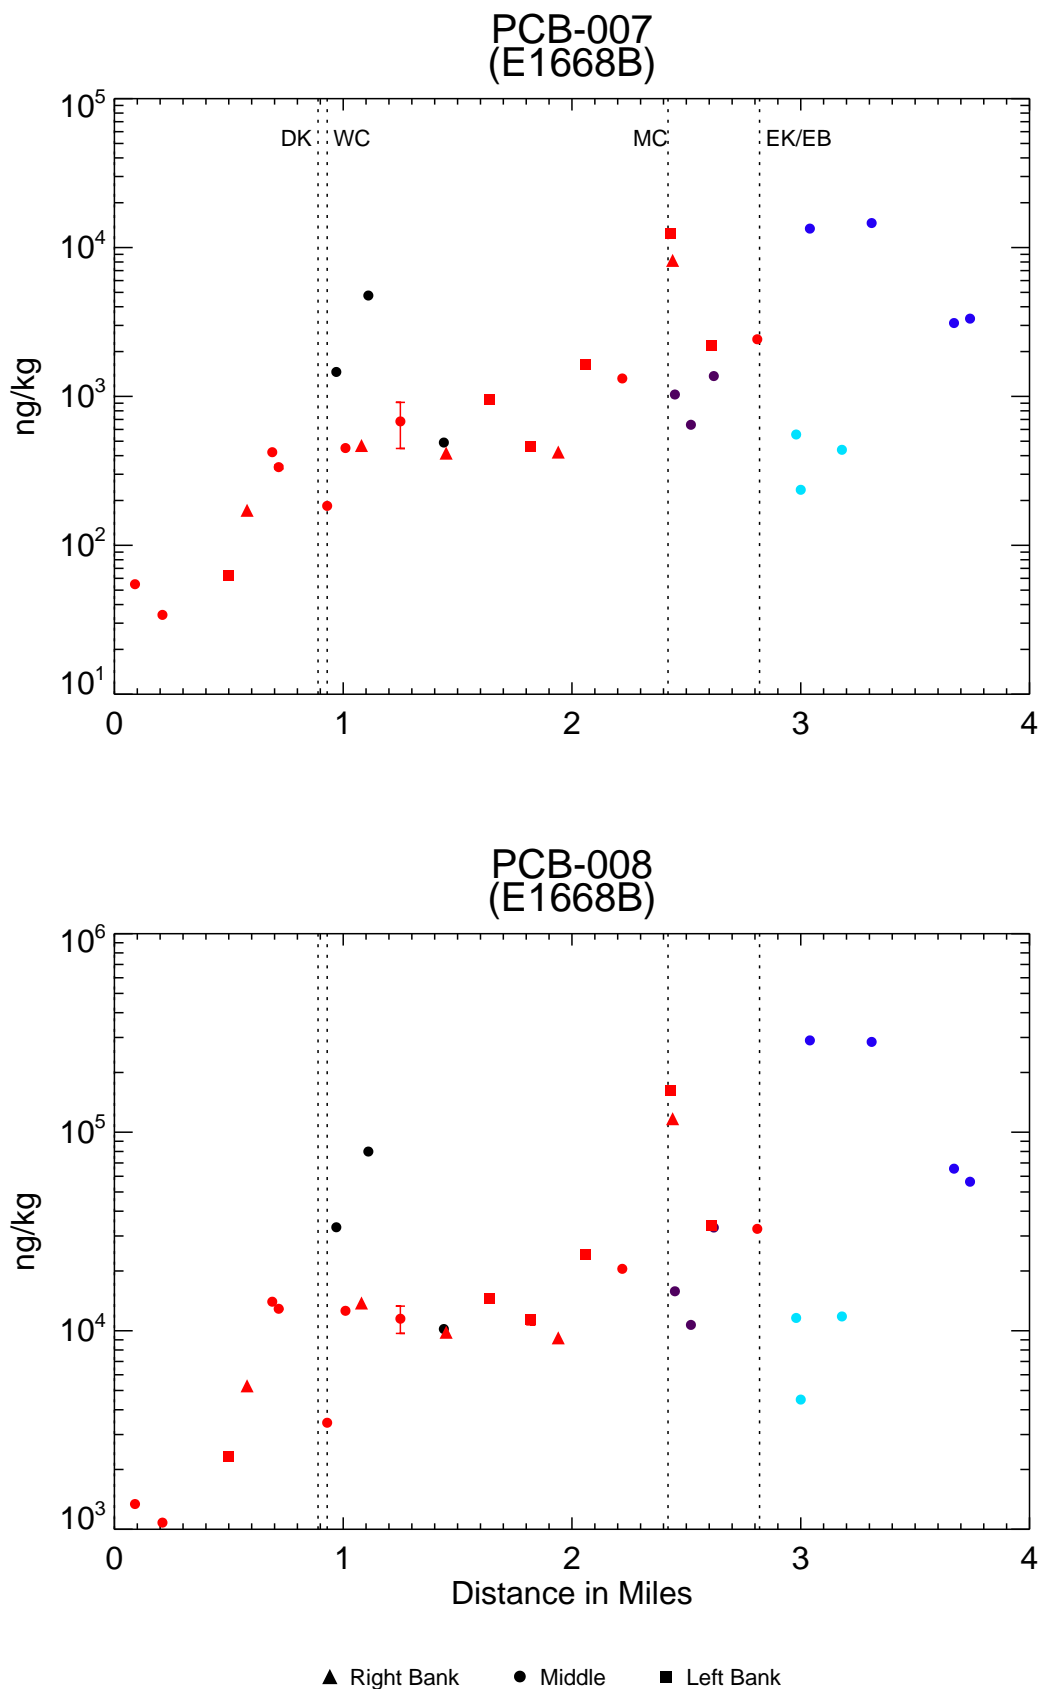 PCB-007
(E1668B)
10^5
DK WC MC EK/EB
10^4
ng/kg
10^3
10^2
10^1
0 1 2 3 4
PCB-008
(E1668B)
10^6
10^5
ng/kg
10^4
10^3
0 1 2 3 4
Distance in Miles
Right Bank Middle Left Bank